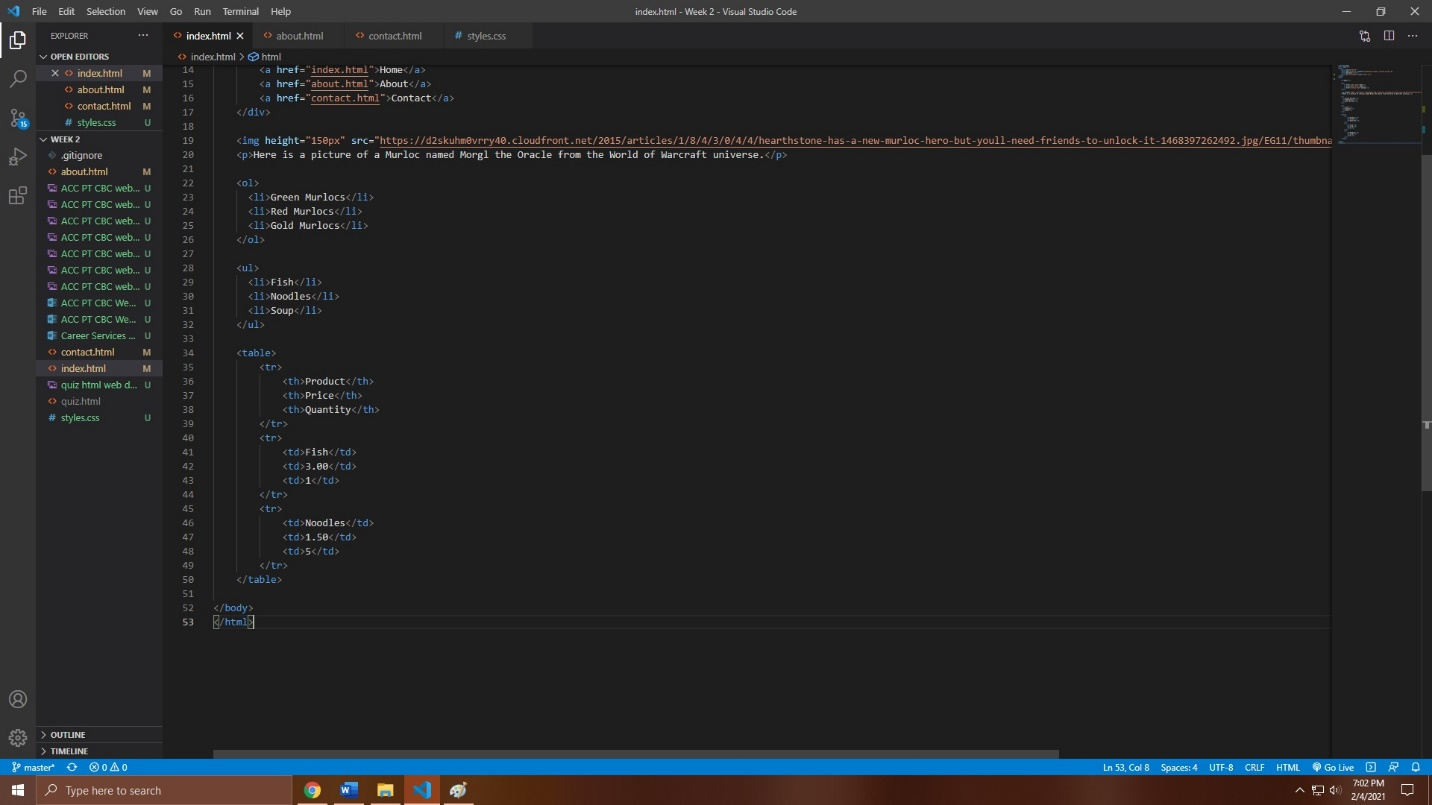 File Edit Selection View Go Run Terminal Help
index.html - Week 2 - Visual Studio Code
EXPLORER
OPEN EDITORS
index.html M
about.html M
contact.html M
# styles.css U
WEEK 2
.gitignore
about.html M
ACC PT CBC web... U
ACC PT CBC web... U
ACC PT CBC web... U
ACC PT CBC web... U
ACC PT CBC web... U
ACC PT CBC web... U
ACC PT CBC web... U
ACC PT CBC We... U
ACC PT CBC We... U
Career Services ... U
contact.html M
index.html M
quiz html web d... U
quiz.html
# styles.css U
OUTLINE
TIMELINE
15
index.html about.html contact.html # styles.css
index.html > html
14 <a href="index.html">Home</a>
15 <a href="about.html">About</a>
16 <a href="contact.html">Contact</a>
17 </div>
18
19 <img height="150px" src="https://d2skuhm0vrry40.cloudfront.net/2015/articles/1/8/4/3/0/4/4/hearthstone-has-a-new-murloc-hero-but-youll-need-friends-to-unlock-it-1468397262492.jpg/EG11/thumbna
20 <p>Here is a picture of a Murloc named Morgl the Oracle from the World of Warcraft universe.</p>
21
22 <ol>
23 <li>Green Murlocs</li>
24 <li>Red Murlocs</li>
25 <li>Gold Murlocs</li>
26 </ol>
27
28 <ul>
29 <li>Fish</li>
30 <li>Noodles</li>
31 <li>Soup</li>
32 </ul>
33
34 <table>
35 <tr>
36 <th>Product</th>
37 <th>Price</th>
38 <th>Quantity</th>
39 </tr>
40 <tr>
41 <td>Fish</td>
42 <td>3.00</td>
43 <td>1</td>
44 </tr>
45 <tr>
46 <td>Noodles</td>
47 <td>1.50</td>
48 <td>5</td>
49 </tr>
50 </table>
51
52 </body>
53 </html>
master* 0 0 Ln 53, Col 8 Spaces: 4 UTF-8 CRLF HTML Go Live
Type here to search
7:02 PM
2/4/2021